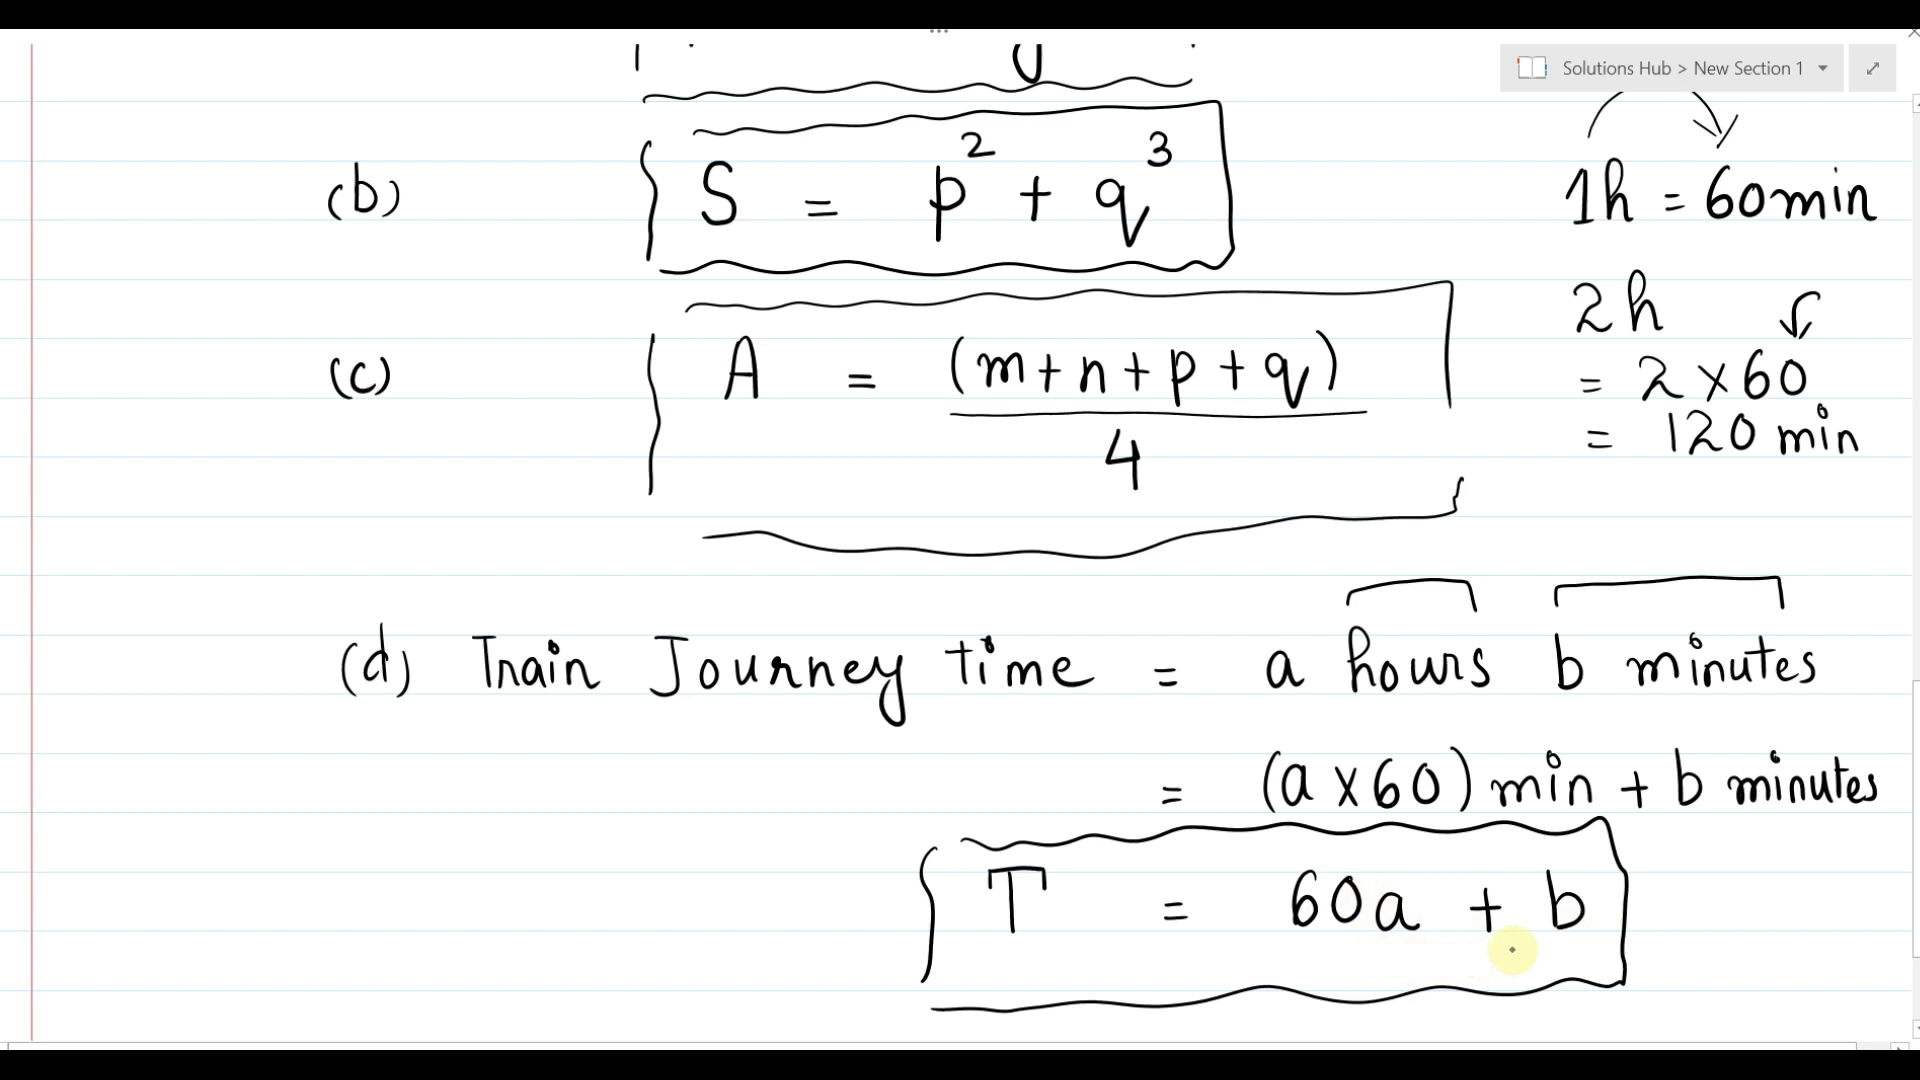 Solutions Hub > New Section 1
(b) S = p² + q³
1h = 60min
2h
= 2 × 60
= 120 min
(c) A = (m+n+p+q) / 4
(d) Train Journey time = a hours b minutes
= (a × 60) min + b minutes
T = 60a + b